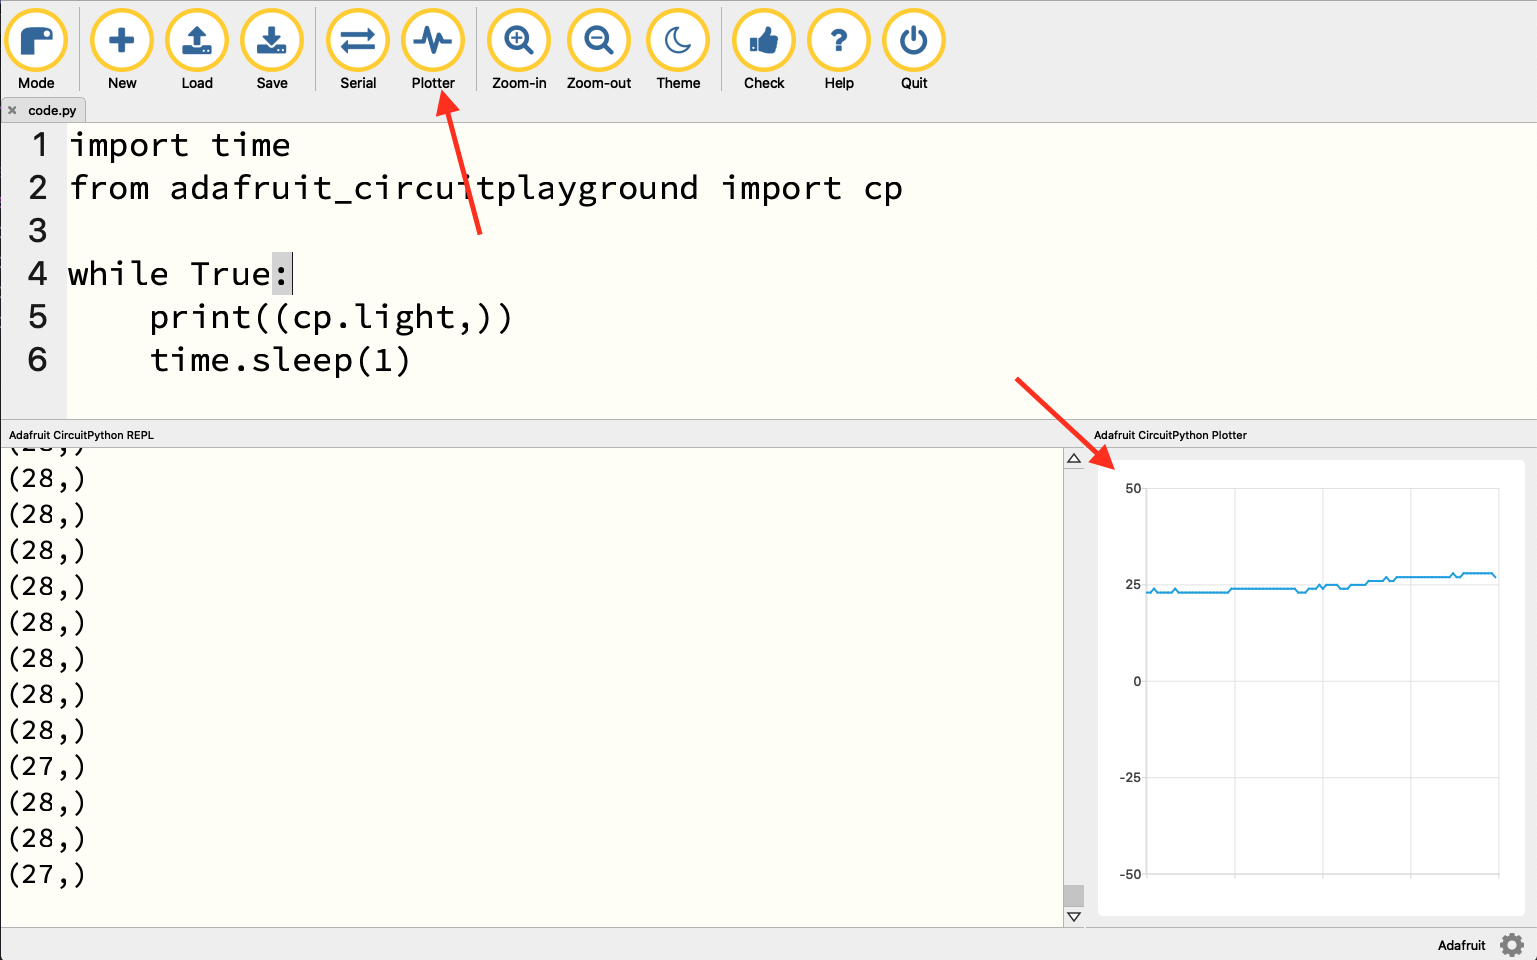 Mode New Load Save Serial Plotter Zoom-in Zoom-out Theme Check Help Quit
code.py
1 import time
2 from adafruit_circuitplayground import cp
3
4 while True:
5     print((cp.light,))
6     time.sleep(1)
Adafruit CircuitPython REPL
(28,)
(28,)
(28,)
(28,)
(28,)
(28,)
(28,)
(28,)
(27,)
(28,)
(28,)
(27,)
Adafruit CircuitPython Plotter
50
25
0
-25
-50
Adafruit